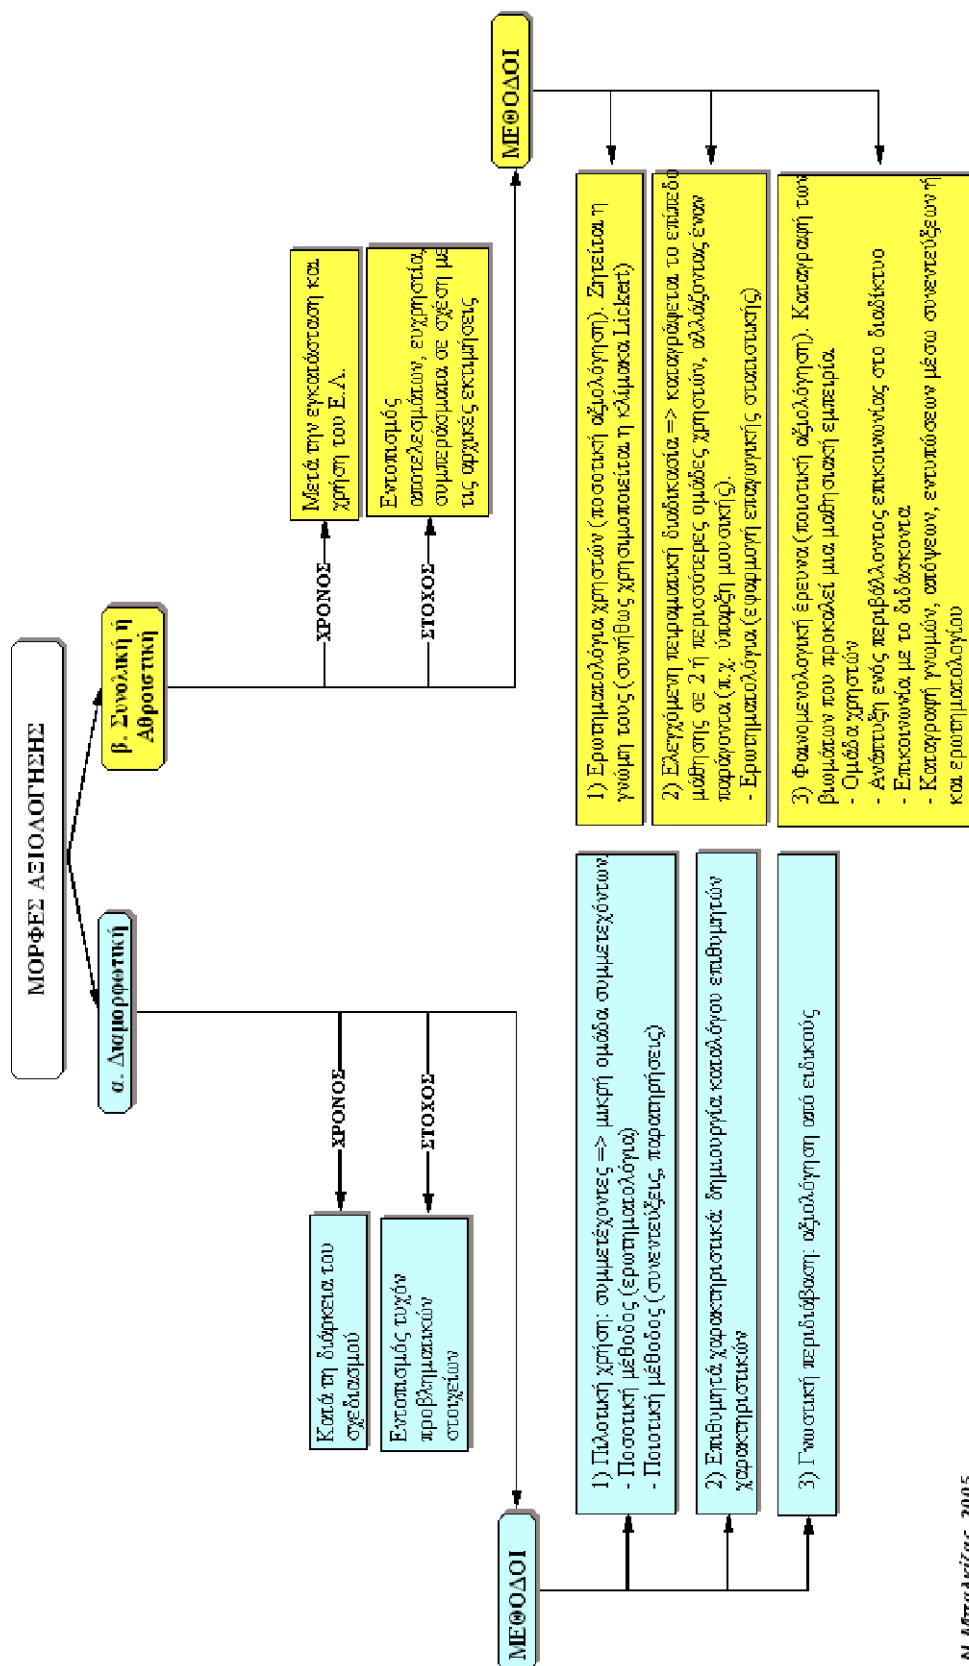 ΜΟΡΦΕΣ ΑΞΙΟΛΟΓΗΣΗΣ
α. Διαμορφωτική
ΧΡΟΝΟΣ
Κατά τη διάρκεια του
σχεδιασμού
ΣΤΟΧΟΣ
Εντοπισμός τυχόν
προβληματικών
στοιχείων
ΜΕΘΟΔΟΙ
1) Πιλοτική χρήση: συμμετέχοντες => μικρή ομάδα συμμετεχόντων
- Ποσοτική μέθοδος (ερωτηματολόγια)
- Ποιοτική μέθοδος (συνεντεύξεις, παρατηρήσεις)
2) Επιθυμητά χαρακτηριστικά: δημιουργία καταλόγου επιθυμητών
χαρακτηριστικών
3) Γνωστική περιδιάβαση: αξιολόγηση από ειδικούς
β. Συνολική ή
Αθροιστική
ΧΡΟΝΟΣ
Μετά την εγκατάσταση και
χρήση του Ε.Λ.
ΣΤΟΧΟΣ
Εντοπισμός
αποτελεσμάτων, ευχρηστία,
συμπεράσματα σε σχέση με
τις αρχικές εκτιμήσεις
ΜΕΘΟΔΟΙ
1) Ερωτηματολόγια χρηστών (ποσοτική αξιολόγηση). Ζητείται η
γνώμη τους (συνήθως χρησιμοποιείται η κλίμακα Lickert)
2) Ελεγχόμενη πειραματική διαδικασία => καταγράφεται το επίπεδο
μάθησης σε 2 ή περισσότερες ομάδες χρηστών, αλλάζοντας έναν
παράγοντα (π.χ. ύπαρξη μουσικής).
- Ερωτηματολόγια (εφαρμογή επαγωγικής στατιστικής)
3) Φαινομενολογική έρευνα (ποιοτική αξιολόγηση). Καταγραφή των
βιωμάτων που προκαλεί μια μαθησιακή εμπειρία
- Ομάδα χρηστών
- Ανάπτυξη ενός περιβάλλοντος επικοινωνίας στο διαδίκτυο
- Επικοινωνία με το διδάσκοντα
- Καταγραφή γνωμών, απόψεων, εντυπώσεων μέσω συνεντεύξεων ή
και ερωτηματολογίου
Ν. Μπαλκίζας, 2005